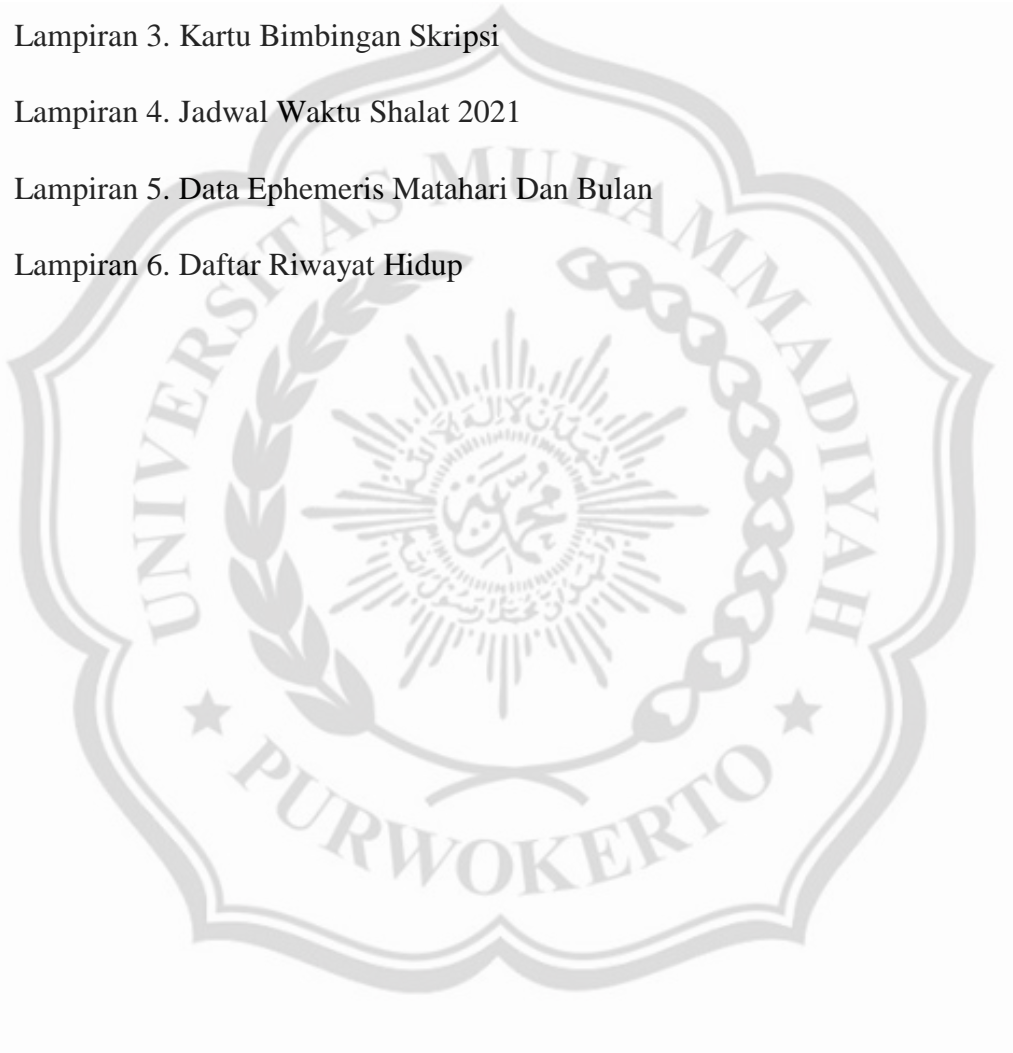 Lampiran 3. Kartu Bimbingan Skripsi
Lampiran 4. Jadwal Waktu Shalat 2021
Lampiran 5. Data Ephemeris Matahari Dan Bulan
Lampiran 6. Daftar Riwayat Hidup
UNIVERSITAS MUHAMMADIYAH
PURWOKERTO